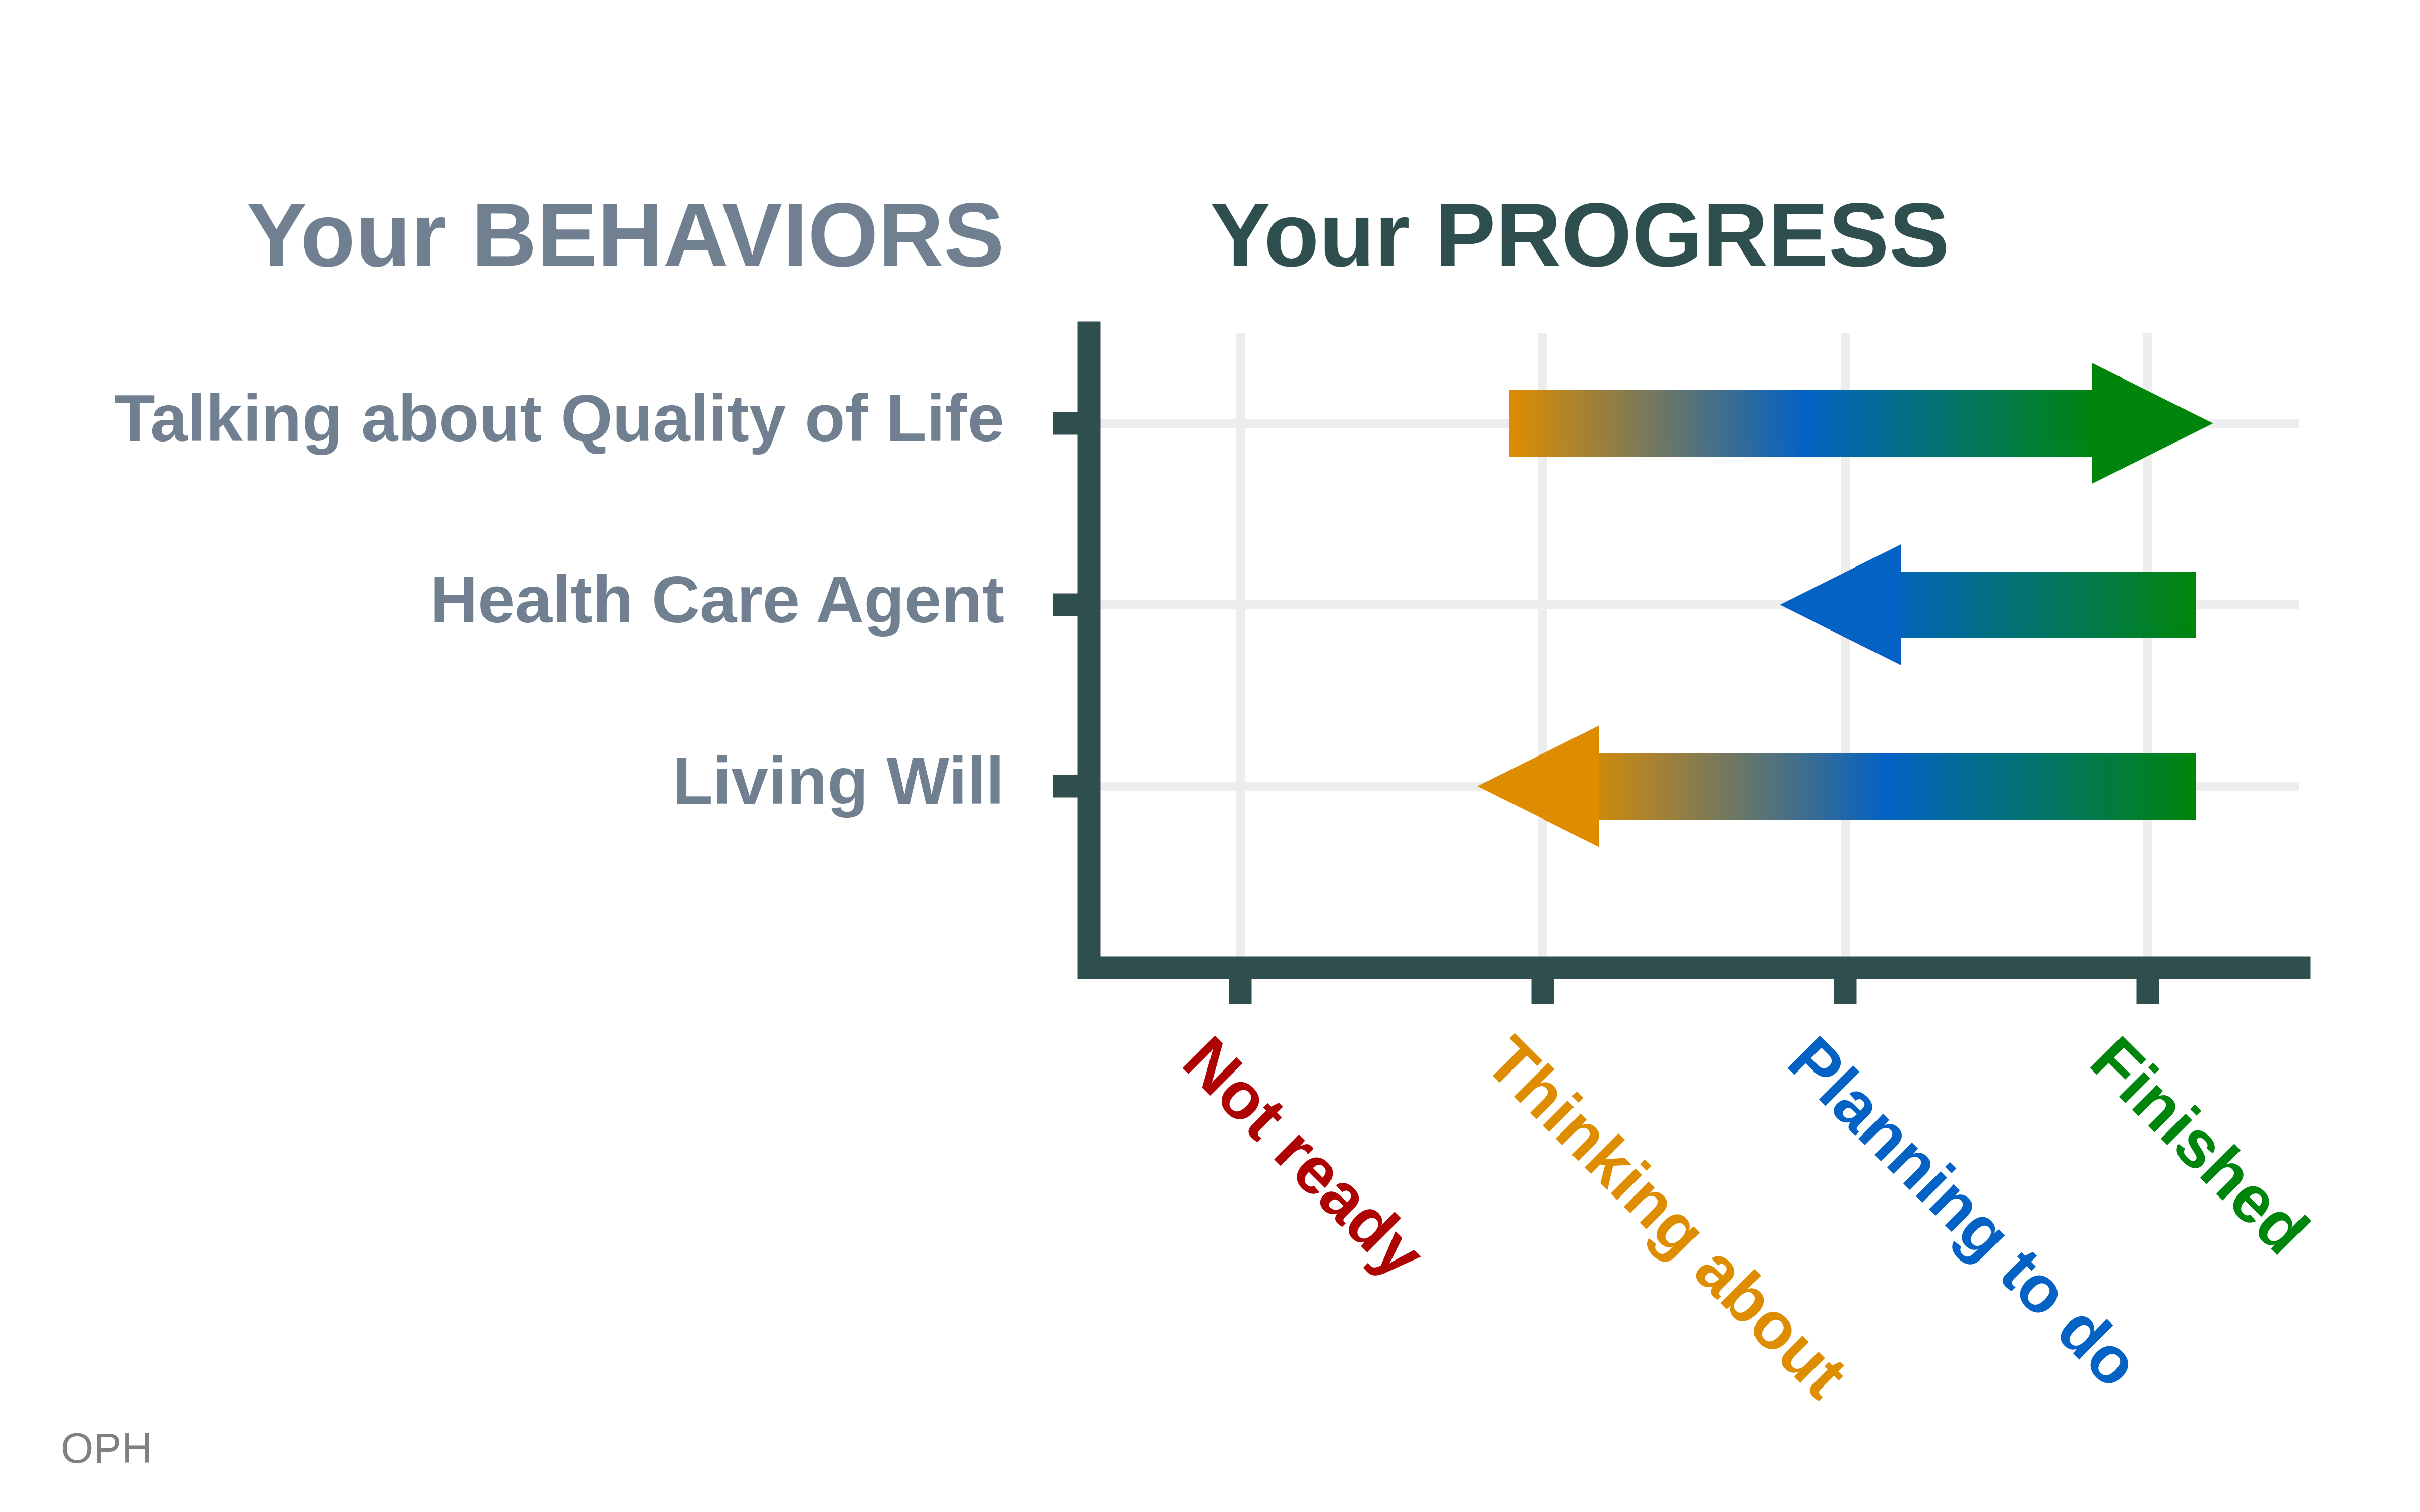 Your BEHAVIORS
Your PROGRESS
Talking about Quality of Life
Health Care Agent
Living Will
Not ready
Thinking about
Planning to do
Finished
OPH